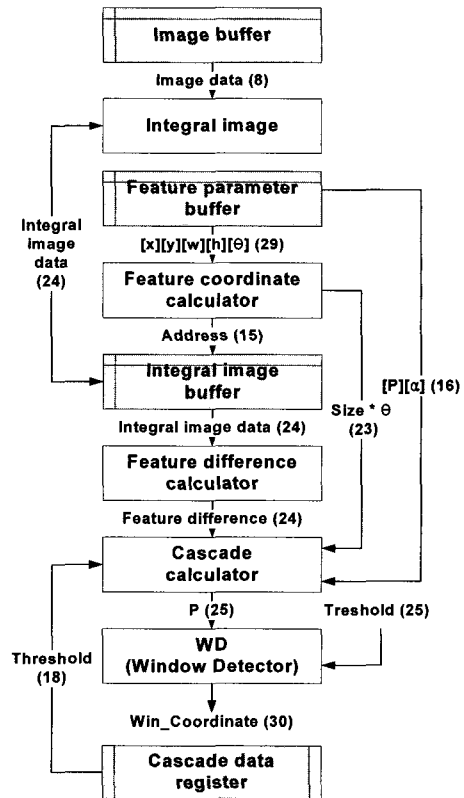 Image buffer
Image data (8)
Integral image
Integral
image
data
(24)
Feature parameter
buffer
[x][y][w][h][θ] (29)
Feature coordinate
calculator
Address (15)
Integral image
buffer
[P][α] (16)
Size * θ
(23)
Integral image data (24)
Feature difference
calculator
Feature difference (24)
Cascade
calculator
P (25)
Treshold (25)
WD
(Window Detector)
Threshold
(18)
Win_Coordinate (30)
Cascade data
register